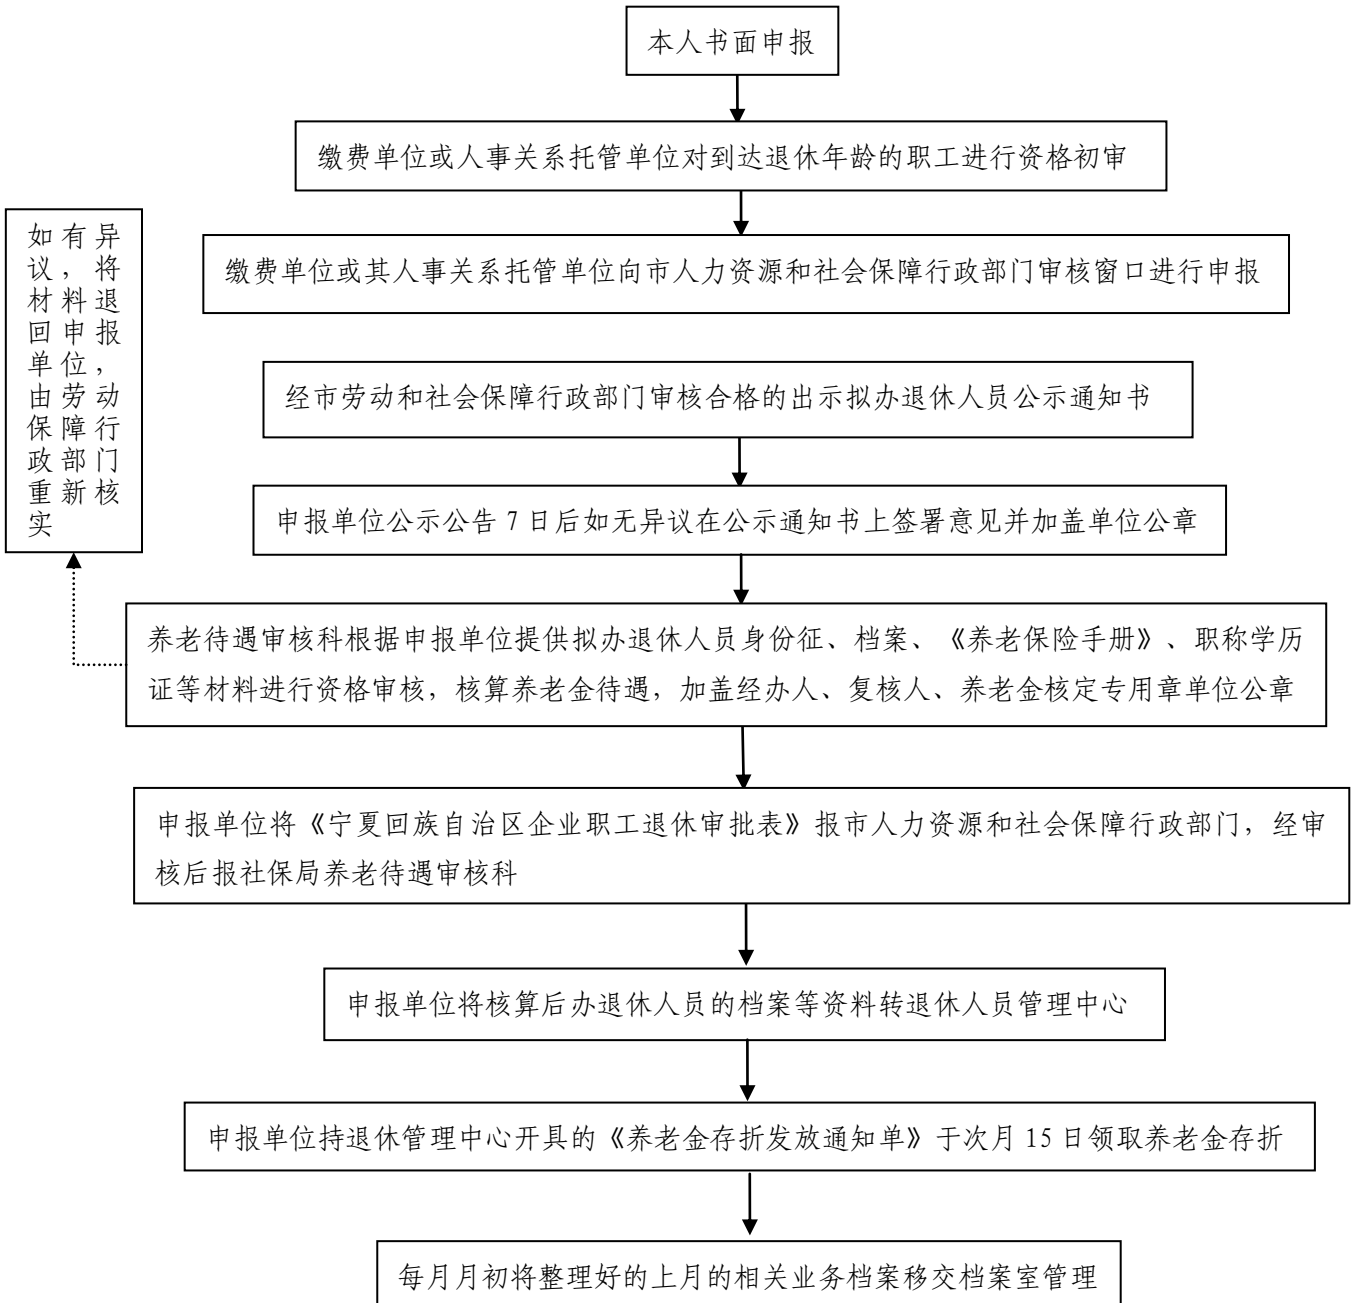 本人书面申报
缴费单位或人事关系托管单位对到达退休年龄的职工进行资格初审
缴费单位或其人事关系托管单位向市人力资源和社会保障行政部门审核窗口进行申报
如有异
议，将
材料退
回申报
单位，
由劳动
保障行
政部门
重新核
实
经市劳动和社会保障行政部门审核合格的出示拟办退休人员公示通知书
申报单位公示公告 7 日后如无异议在公示通知书上签署意见并加盖单位公章
养老待遇审核科根据申报单位提供拟办退休人员身份征、档案、《养老保险手册》、职称学历
证等材料进行资格审核，核算养老金待遇，加盖经办人、复核人、养老金核定专用章单位公章
申报单位将《宁夏回族自治区企业职工退休审批表》报市人力资源和社会保障行政部门，经审
核后报社保局养老待遇审核科
申报单位将核算后办退休人员的档案等资料转退休人员管理中心
申报单位持退休管理中心开具的《养老金存折发放通知单》于次月 15 日领取养老金存折
每月月初将整理好的上月的相关业务档案移交档案室管理